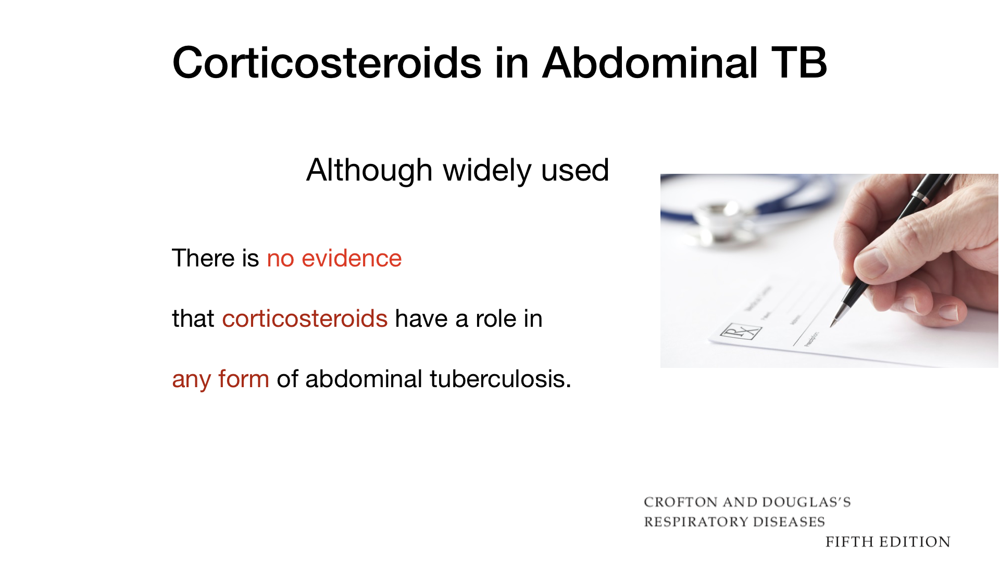 Corticosteroids in Abdominal TB
Although widely used
There is no evidence
that corticosteroids have a role in
any form of abdominal tuberculosis.
Rx
Prescription:
CROFTON AND DOUGLAS’S
RESPIRATORY DISEASES
FIFTH EDITION